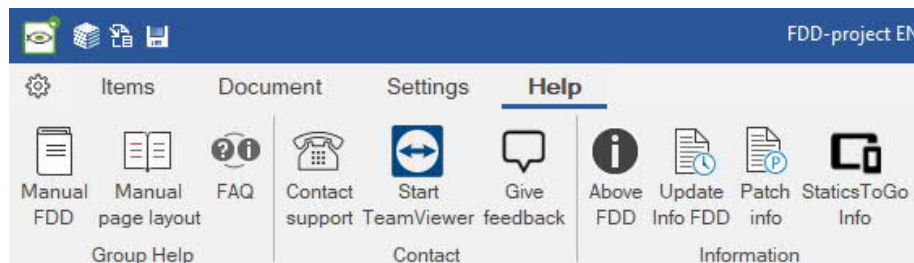 FDD-project EN
Items Document Settings Help
Manual FDD
Manual page layout
FAQ
Contact support
Start TeamViewer
Give feedback
Above FDD
Update Info FDD
Patch info
StaticsToGo Info
Group Help Contact Information